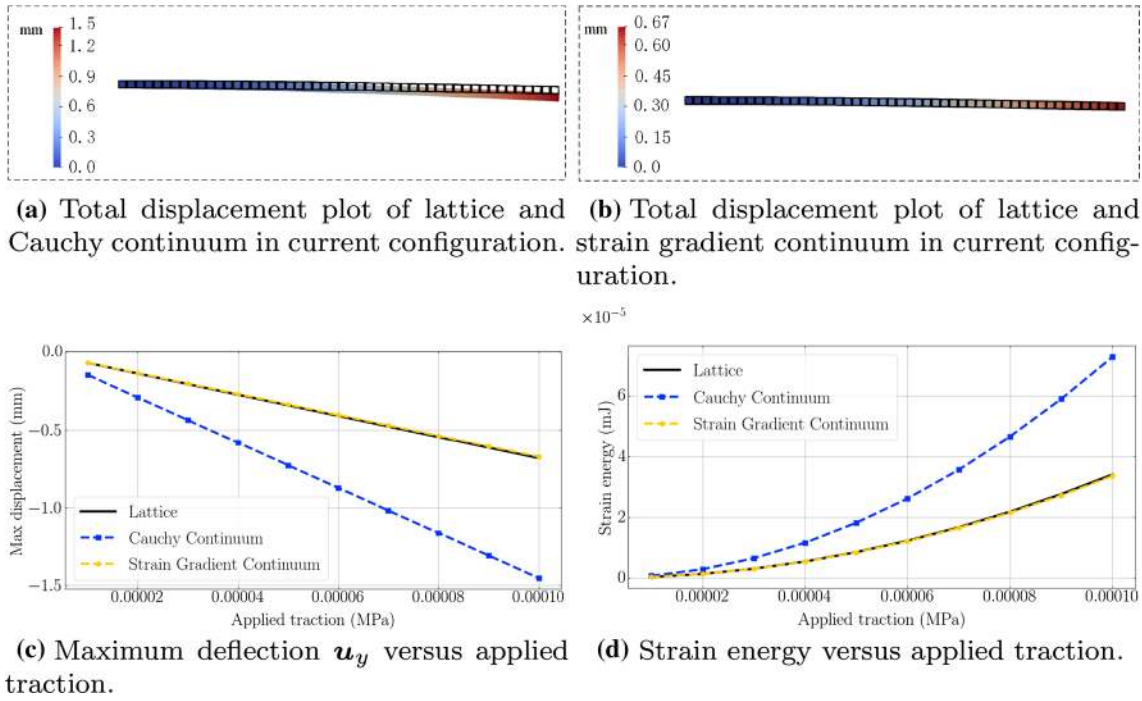 mm
1.5
1.2
0.9
0.6
0.3
0.0
mm
0.67
0.60
0.45
0.30
0.15
0.0
(a) Total displacement plot of lattice and
Cauchy continuum in current configuration.
(b) Total displacement plot of lattice and
strain gradient continuum in current config-
uration.
0.0
−0.5
−1.0
−1.5
Max displacement (mm)
Lattice
Cauchy Continuum
Strain Gradient Continuum
0.00002 0.00004 0.00006 0.00008 0.00010
Applied traction (MPa)
(c) Maximum deflection u_y versus applied
traction.
×10⁻⁵
6
4
2
0
Strain energy (mJ)
Lattice
Cauchy Continuum
Strain Gradient Continuum
0.00002 0.00004 0.00006 0.00008 0.00010
Applied traction (MPa)
(d) Strain energy versus applied traction.